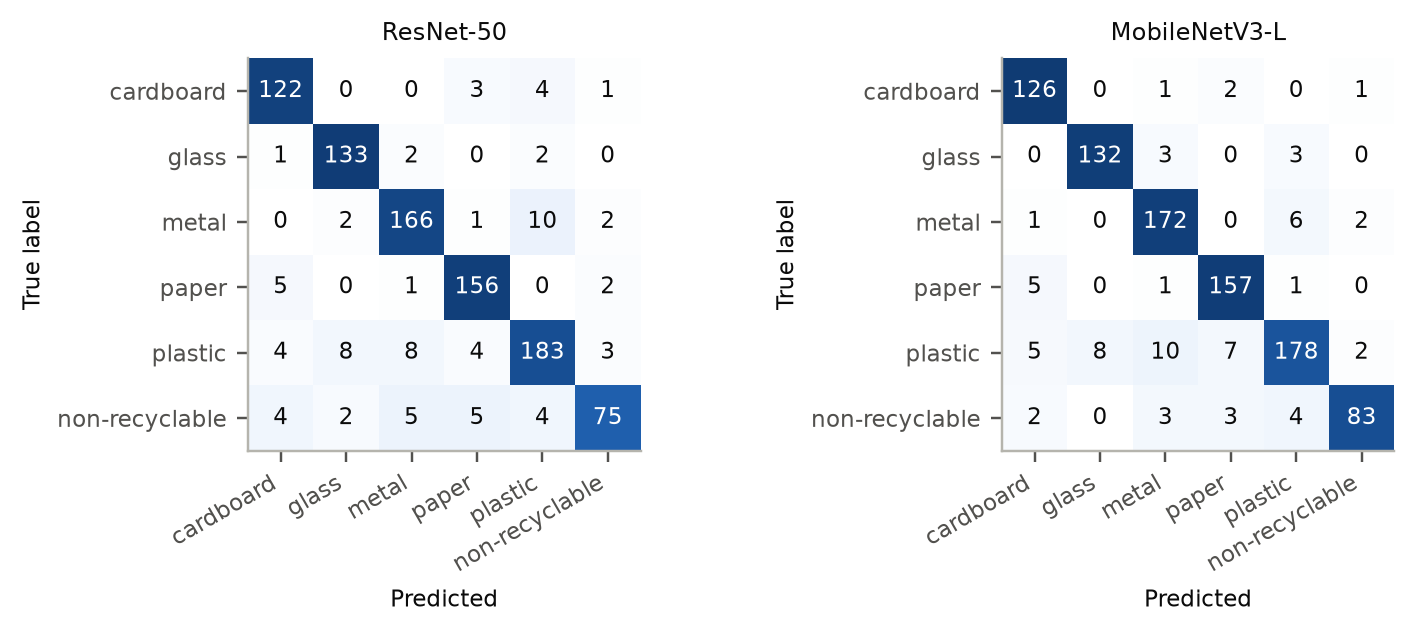 ResNet-50
True label
cardboard 122 0 0 3 4 1
glass 1 133 2 0 2 0
metal 0 2 166 1 10 2
paper 5 0 1 156 0 2
plastic 4 8 8 4 183 3
non-recyclable 4 2 5 5 4 75
cardboard glass metal paper plastic non-recyclable
Predicted
MobileNetV3-L
True label
cardboard 126 0 1 2 0 1
glass 0 132 3 0 3 0
metal 1 0 172 0 6 2
paper 5 0 1 157 1 0
plastic 5 8 10 7 178 2
non-recyclable 2 0 3 3 4 83
cardboard glass metal paper plastic non-recyclable
Predicted